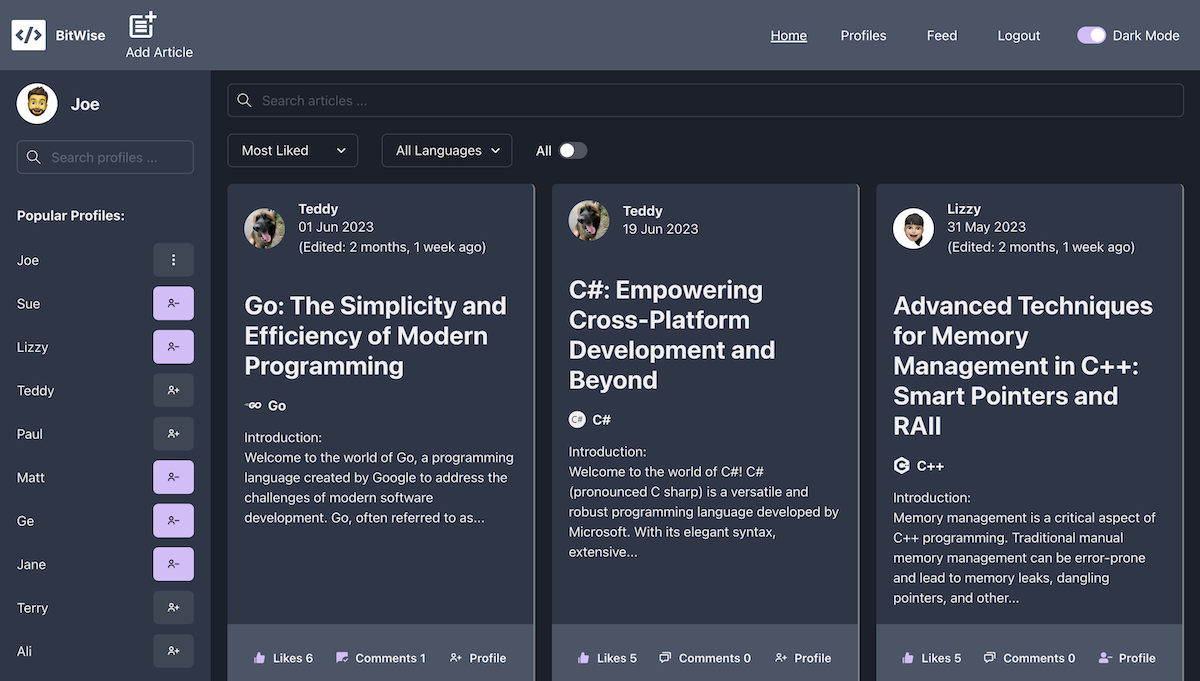 </> BitWise
Add Article
Home Profiles Feed Logout Dark Mode
Joe
Search profiles ...
Popular Profiles:
Joe
Sue
Lizzy
Teddy
Paul
Matt
Ge
Jane
Terry
Ali
Search articles ...
Most Liked All Languages All
Teddy
01 Jun 2023
(Edited: 2 months, 1 week ago)
Go: The Simplicity and
Efficiency of Modern
Programming
GO Go
Introduction:
Welcome to the world of Go, a programming
language created by Google to address the
challenges of modern software
development. Go, often referred to as...
Likes 6 Comments 1 Profile
Teddy
19 Jun 2023
C#: Empowering
Cross-Platform
Development and
Beyond
C# C#
Introduction:
Welcome to the world of C#! C#
(pronounced C sharp) is a versatile and
robust programming language developed by
Microsoft. With its elegant syntax,
extensive...
Likes 5 Comments 0 Profile
Lizzy
31 May 2023
(Edited: 2 months, 1 week ago)
Advanced Techniques
for Memory
Management in C++:
Smart Pointers and
RAII
C++
Introduction:
Memory management is a critical aspect of
C++ programming. Traditional manual
memory management can be error-prone
and lead to memory leaks, dangling
pointers, and other...
Likes 5 Comments 0 Profile